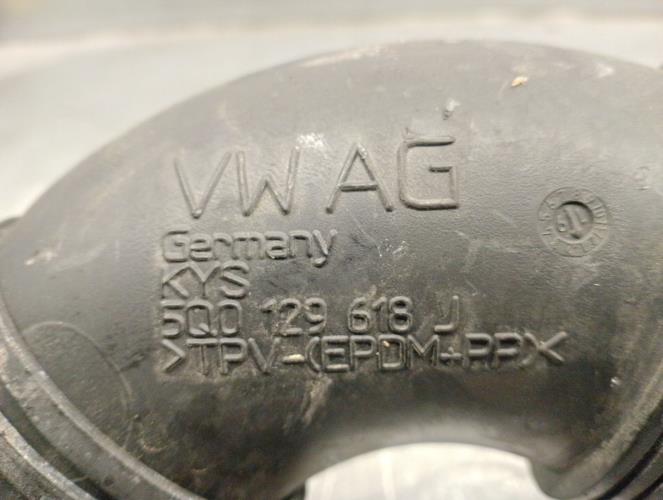 VW AG
Germany
KYS
5Q0 129 618 J
>TPV-(EPDM+PP)<